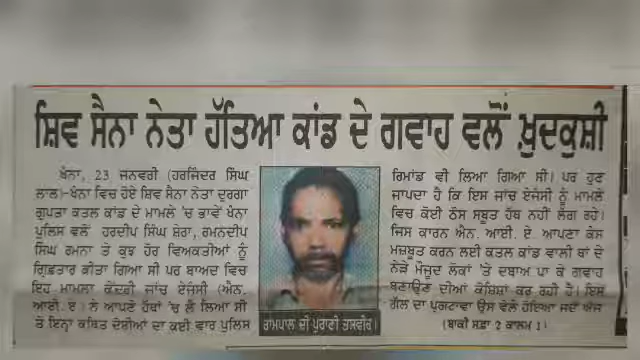 ਸ਼ਿਵ ਸੈਨਾ ਨੇਤਾ ਹੱਤਿਆ ਕਾਂਡ ਦੇ ਗਵਾਹ ਵਲੋਂ ਖ਼ੁਦਕੁਸ਼ੀ
ਖੰਨਾ, 23 ਜਨਵਰੀ (ਹਰਜਿੰਦਰ ਸਿੰਘ
ਲਾਲ)-ਖੰਨਾ ਵਿਚ ਹੋਏ ਸ਼ਿਵ ਸੈਨਾ ਨੇਤਾ ਦੁਰਗਾ
ਗੁਪਤਾ ਕਤਲ ਕਾਂਡ ਦੇ ਮਾਮਲੇ 'ਚ ਭਾਵੇਂ ਖੰਨਾ
ਪੁਲਿਸ ਵਲੋਂ ਹਰਦੀਪ ਸਿੰਘ ਸ਼ੇਰਾ, ਰਮਨਦੀਪ
ਸਿੰਘ ਰਮਨਾ ਤੇ ਕੁਝ ਹੋਰ ਵਿਅਕਤੀਆਂ ਨੂੰ
ਗ੍ਰਿਫ਼ਤਾਰ ਕੀਤਾ ਗਿਆ ਸੀ ਪਰ ਬਾਅਦ ਵਿਚ
ਇਹ ਮਾਮਲਾ ਕੇਂਦਰੀ ਜਾਂਚ ਏਜੰਸੀ (ਐਨ.
ਆਈ. ਏ.) ਨੇ ਆਪਣੇ ਹੱਥਾਂ 'ਚ ਲੈ ਲਿਆ ਸੀ
ਤੇ ਇਨ੍ਹਾਂ ਕਥਿਤ ਦੋਸ਼ੀਆਂ ਦਾ ਕਈ ਵਾਰ ਪੁਲਿਸ
ਰਾਮਪਾਲ ਦੀ ਪੁਰਾਣੀ ਤਸਵੀਰ।
ਰਿਮਾਂਡ ਵੀ ਲਿਆ ਗਿਆ ਸੀ। ਪਰ ਹੁਣ
ਜਾਪਦਾ ਹੈ ਕਿ ਇਸ ਜਾਂਚ ਏਜੰਸੀ ਨੂੰ ਮਾਮਲੇ
ਵਿਚ ਕੋਈ ਠੋਸ ਸਬੂਤ ਹੱਥ ਨਹੀਂ ਲੱਗ ਰਹੇ।
ਜਿਸ ਕਾਰਨ ਐਨ. ਆਈ. ਏ. ਆਪਣਾ ਕੇਸ
ਮਜ਼ਬੂਤ ਕਰਨ ਲਈ ਕਤਲ ਕਾਂਡ ਵਾਲੀ ਥਾਂ ਦੇ
ਨੇੜੇ ਮੌਜੂਦ ਲੋਕਾਂ 'ਤੇ ਦਬਾਅ ਪਾ ਕੇ ਗਵਾਹ
ਬਣਾਉਣ ਦੀਆਂ ਕੋਸ਼ਿਸ਼ਾਂ ਕਰ ਰਹੀ ਹੈ। ਇਸ
ਗੱਲ ਦਾ ਪ੍ਰਗਟਾਵਾ ਉਸ ਵੇਲੇ ਹੋਇਆ ਜਦੋਂ ਅੱਜ
(ਬਾਕੀ ਸਫ਼ਾ 2 ਕਾਲਮ 1)